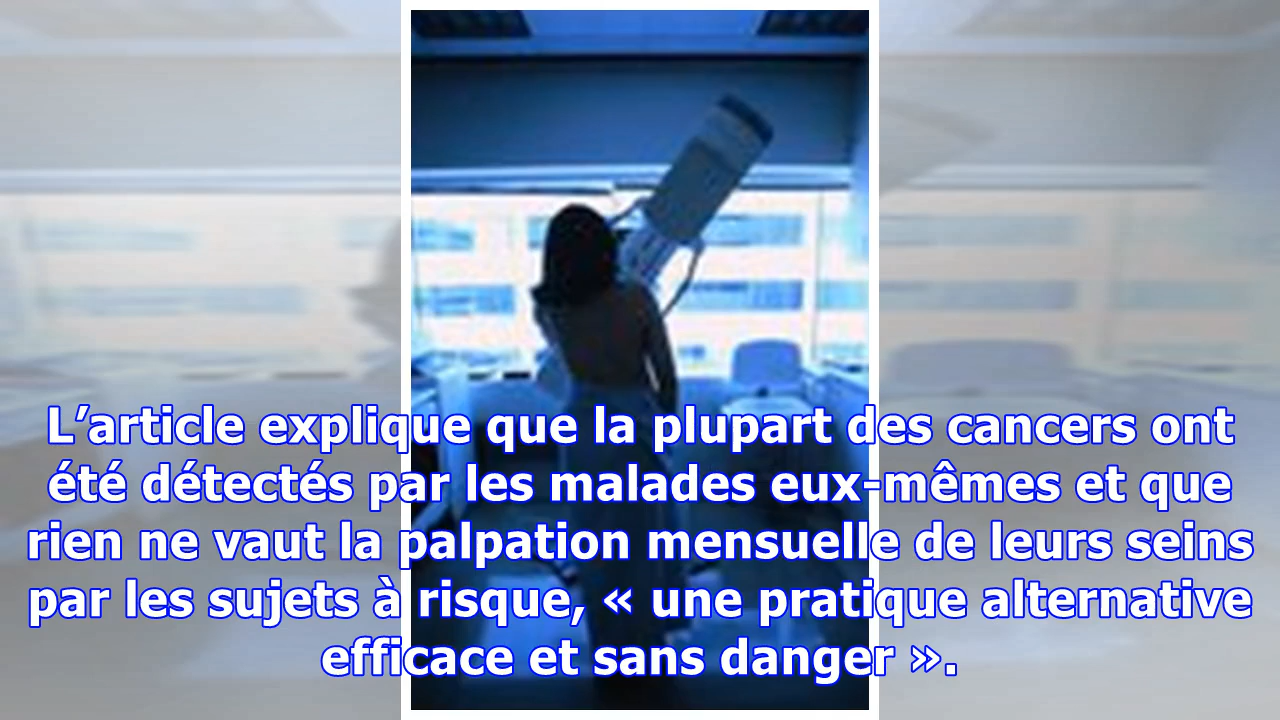 L’article explique que la plupart des cancers ont
été détectés par les malades eux-mêmes et que
rien ne vaut la palpation mensuelle de leurs seins
par les sujets à risque, « une pratique alternative
efficace et sans danger ».